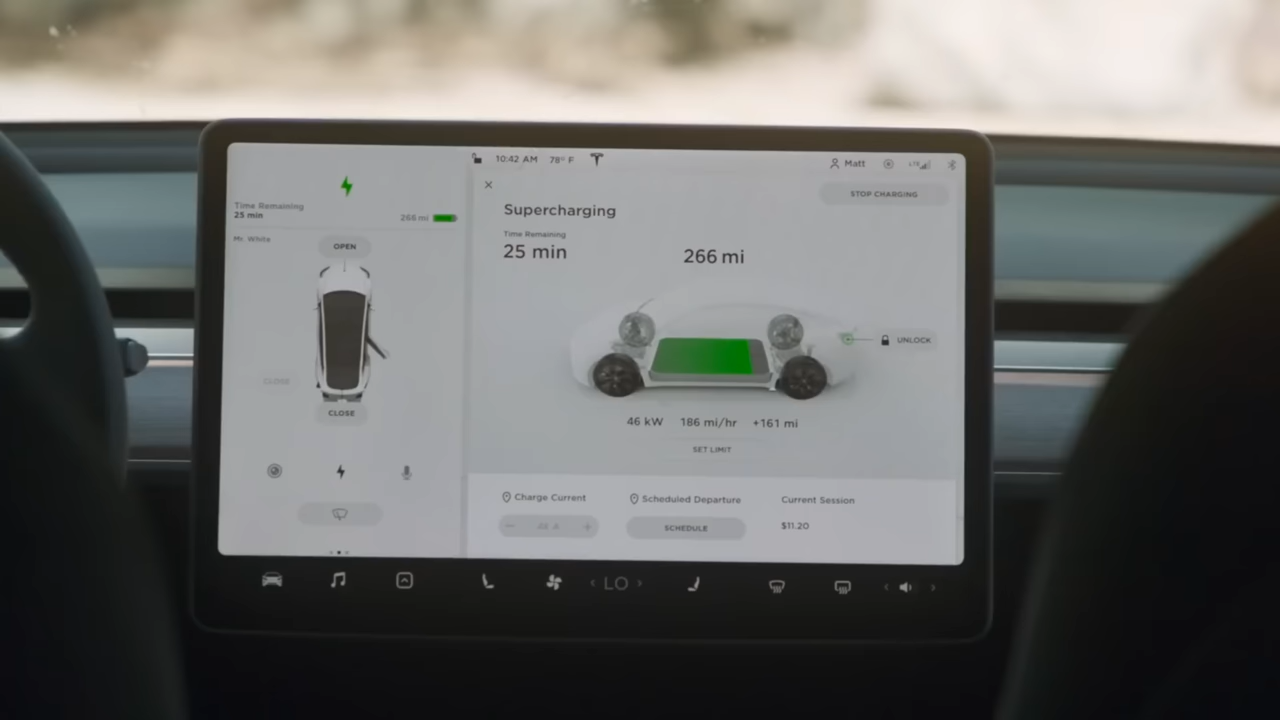 10:42 AM 78° F
Matt
LTE
STOP CHARGING
Time Remaining
25 min
266 mi
Mr. White
OPEN
CLOSE
CLOSE
Supercharging
Time Remaining
25 min
266 mi
UNLOCK
46 kW 186 mi/hr +161 mi
SET LIMIT
Charge Current
Scheduled Departure
SCHEDULE
Current Session
$11.20
LO